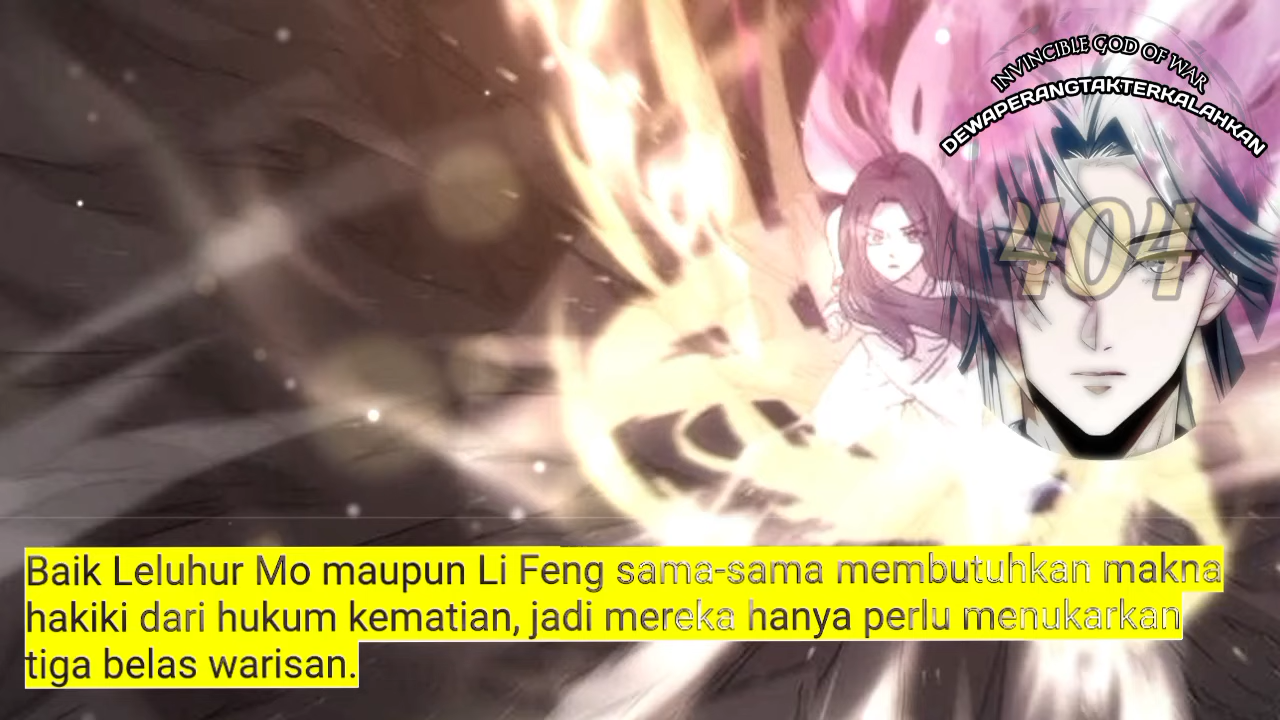 INVINCIBLE GOD OF WAR
DEWAPERANGTAKTERKALAHKAN
404
Baik Leluhur Mo maupun Li Feng sama-sama membutuhkan makna
hakiki dari hukum kematian, jadi mereka hanya perlu menukarkan
tiga belas warisan.